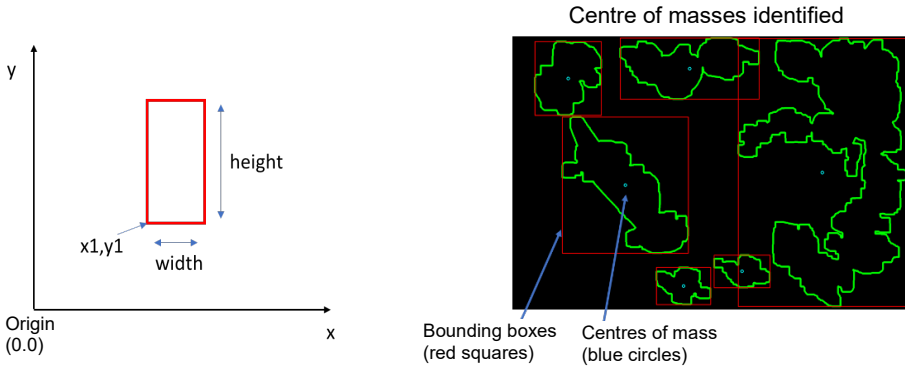 Centre of masses identified
y
height
x1,y1
width
Origin
(0.0)
x
Bounding boxes
(red squares)
Centres of mass
(blue circles)